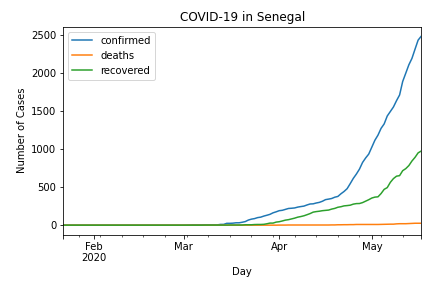 COVID-19 in Senegal
confirmed
deaths
recovered
Number of Cases
2500
2000
1500
1000
500
0
Feb Mar Apr May
2020
Day